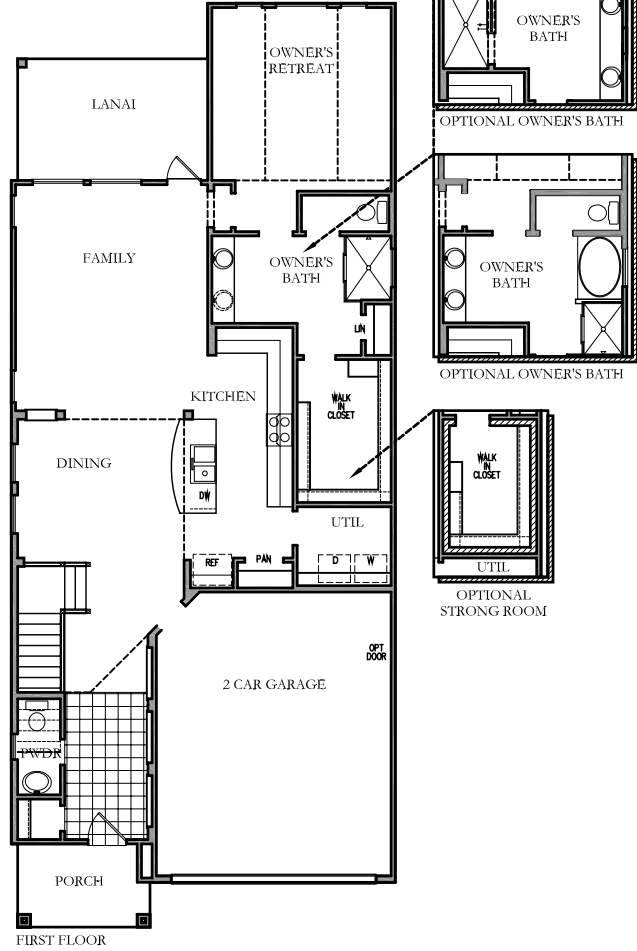 OWNER'S
BATH
OPTIONAL OWNER'S BATH
OWNER'S
RETREAT
LANAI
FAMILY
OWNER'S
BATH
OWNER'S
BATH
LIN
OPTIONAL OWNER'S BATH
KITCHEN
WALK
IN
CLOSET
DINING
DW
WALK
IN
CLOSET
UTIL
REF
PAN
D
W
UTIL
OPTIONAL
STRONG ROOM
OPT
DOOR
2 CAR GARAGE
PWDR
PORCH
FIRST FLOOR